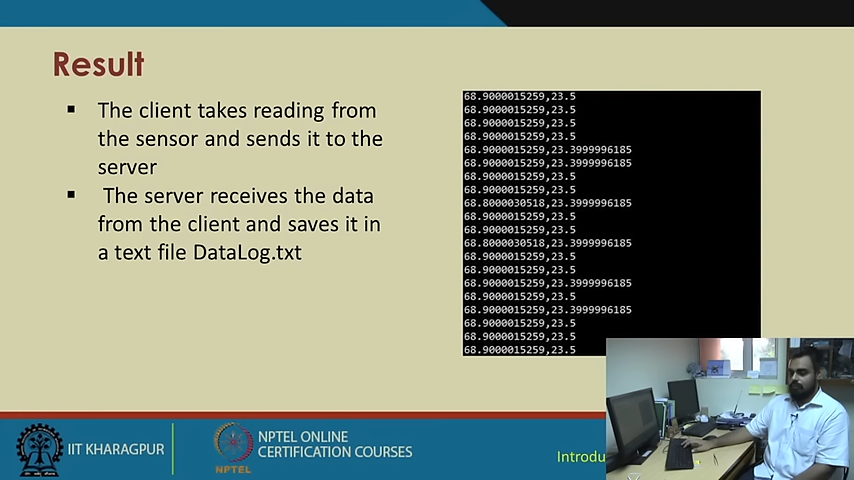 Result
▪ The client takes reading from
the sensor and sends it to the
server
▪ The server receives the data
from the client and saves it in
a text file DataLog.txt
68.9000015259,23.5
68.9000015259,23.5
68.9000015259,23.5
68.9000015259,23.5
68.9000015259,23.3999996185
68.9000015259,23.3999996185
68.9000015259,23.5
68.9000015259,23.5
68.8000030518,23.3999996185
68.9000015259,23.5
68.9000015259,23.5
68.8000030518,23.3999996185
68.9000015259,23.5
68.9000015259,23.5
68.9000015259,23.3999996185
68.9000015259,23.5
68.9000015259,23.3999996185
68.9000015259,23.5
68.9000015259,23.5
68.9000015259,23.5
IIT KHARAGPUR
NPTEL
NPTEL ONLINE
CERTIFICATION COURSES
Introdu